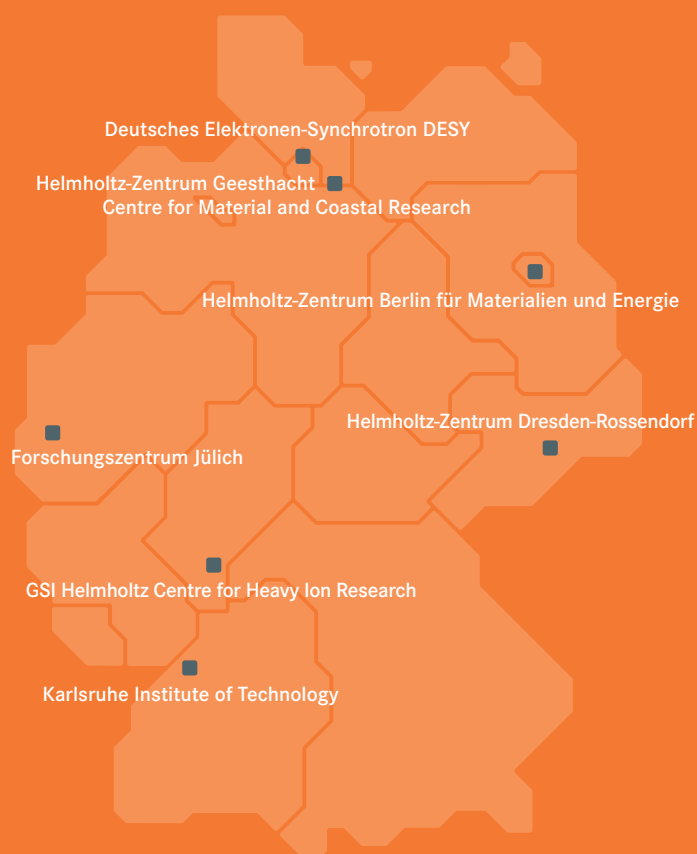 Deutsches Elektronen-Synchrotron DESY
Helmholtz-Zentrum Geesthacht
Centre for Material and Coastal Research
Helmholtz-Zentrum Berlin für Materialien und Energie
Helmholtz-Zentrum Dresden-Rossendorf
Forschungszentrum Jülich
GSI Helmholtz Centre for Heavy Ion Research
Karlsruhe Institute of Technology